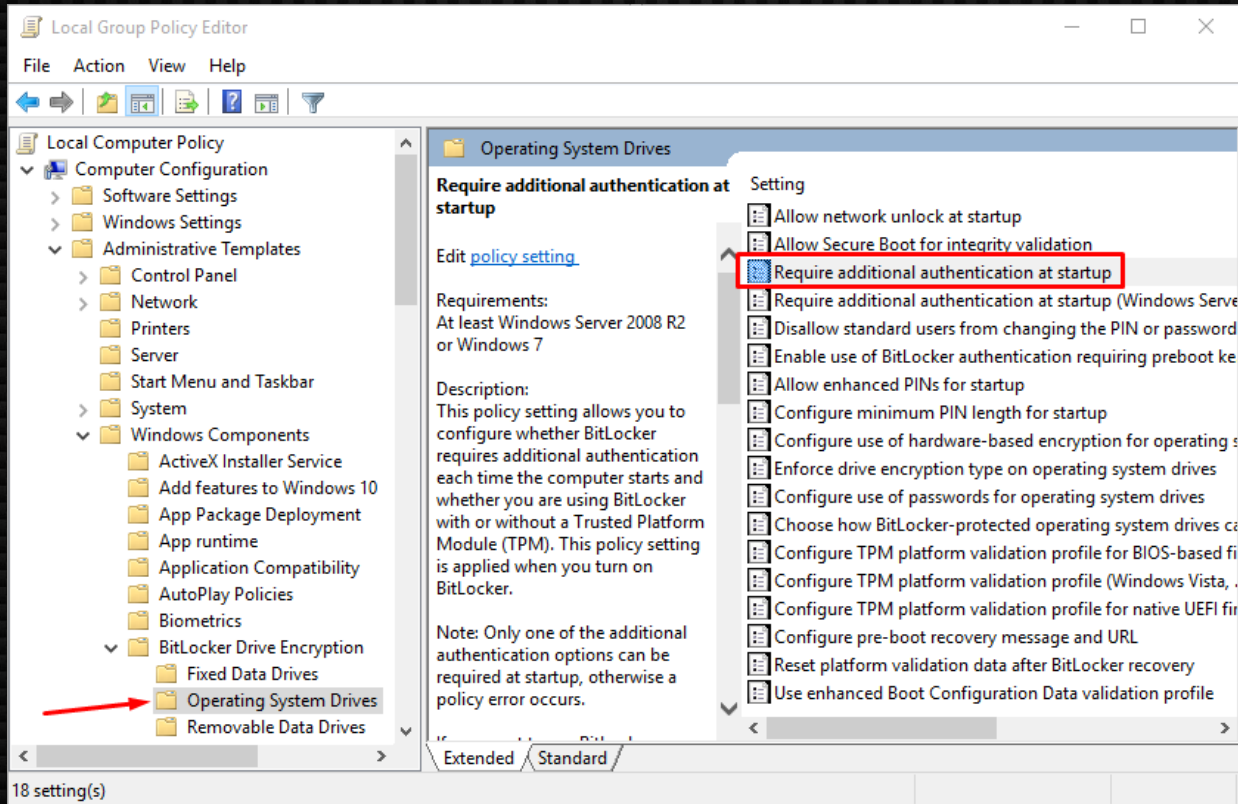 Local Group Policy Editor
File Action View Help
Local Computer Policy
Computer Configuration
Software Settings
Windows Settings
Administrative Templates
Control Panel
Network
Printers
Server
Start Menu and Taskbar
System
Windows Components
ActiveX Installer Service
Add features to Windows 10
App Package Deployment
App runtime
Application Compatibility
AutoPlay Policies
Biometrics
BitLocker Drive Encryption
Fixed Data Drives
Operating System Drives
Removable Data Drives
Operating System Drives
Require additional authentication at
startup
Edit policy setting
Requirements:
At least Windows Server 2008 R2
or Windows 7
Description:
This policy setting allows you to
configure whether BitLocker
requires additional authentication
each time the computer starts and
whether you are using BitLocker
with or without a Trusted Platform
Module (TPM). This policy setting
is applied when you turn on
BitLocker.
Note: Only one of the additional
authentication options can be
required at startup, otherwise a
policy error occurs.
Setting
Allow network unlock at startup
Allow Secure Boot for integrity validation
Require additional authentication at startup
Require additional authentication at startup (Windows Serve
Disallow standard users from changing the PIN or password
Enable use of BitLocker authentication requiring preboot ke
Allow enhanced PINs for startup
Configure minimum PIN length for startup
Configure use of hardware-based encryption for operating s
Enforce drive encryption type on operating system drives
Configure use of passwords for operating system drives
Choose how BitLocker-protected operating system drives ca
Configure TPM platform validation profile for BIOS-based fi
Configure TPM platform validation profile (Windows Vista, .
Configure TPM platform validation profile for native UEFI fir
Configure pre-boot recovery message and URL
Reset platform validation data after BitLocker recovery
Use enhanced Boot Configuration Data validation profile
Extended Standard
18 setting(s)